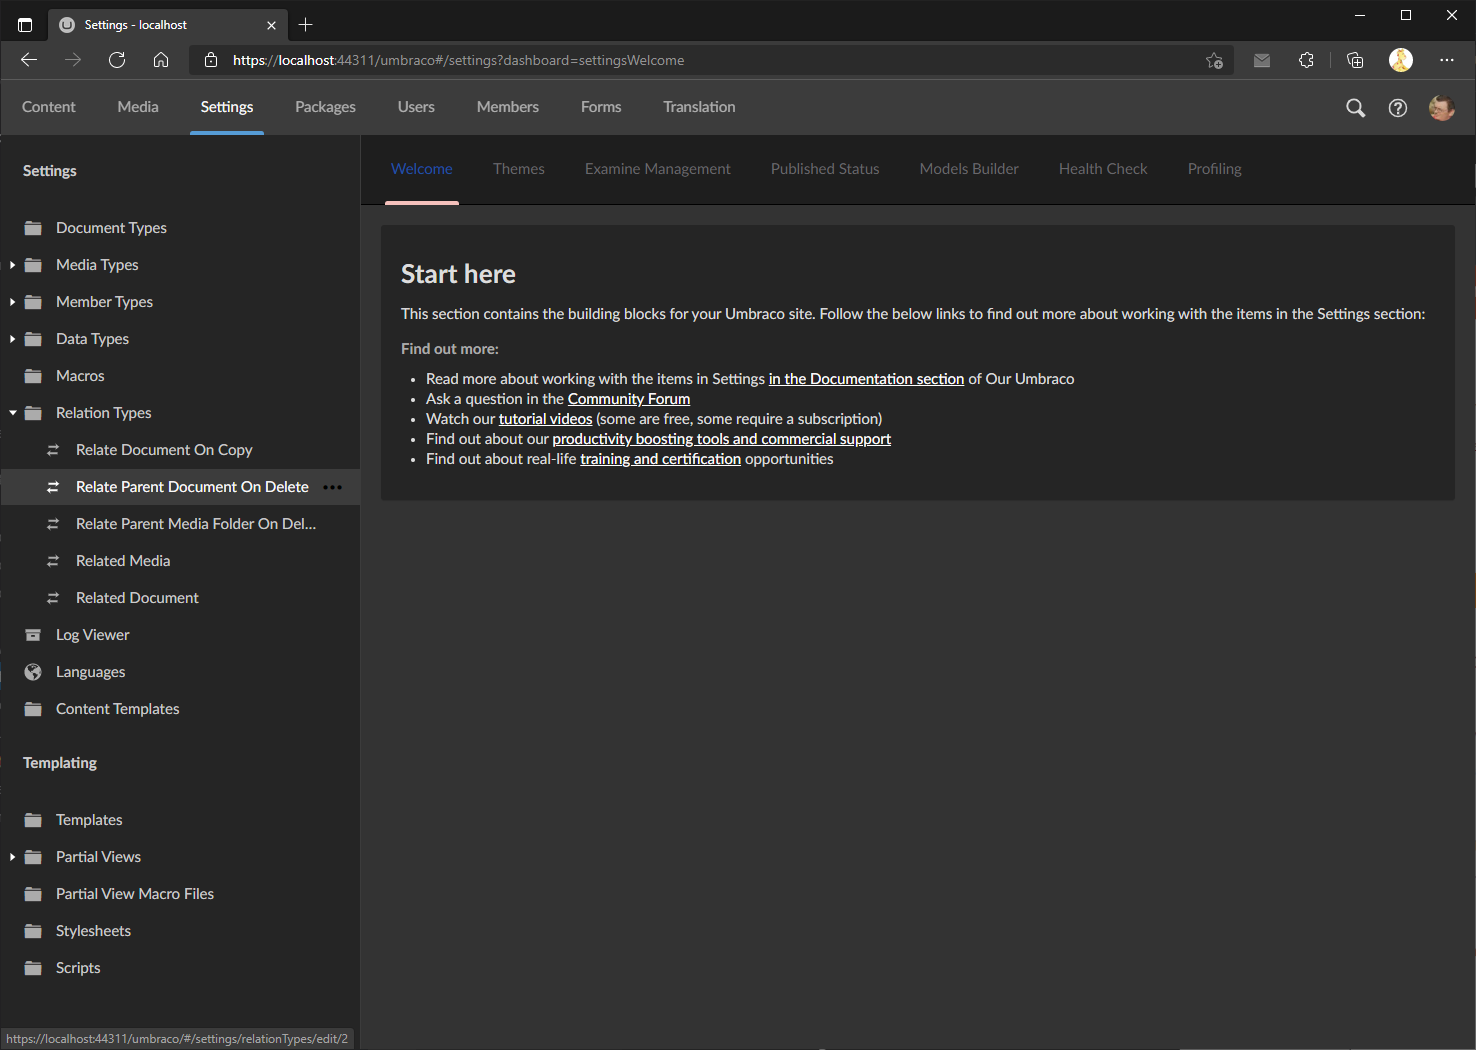 Settings - localhost
https://localhost:44311/umbraco#/settings?dashboard=settingsWelcome
Content Media Settings Packages Users Members Forms Translation
Settings
Welcome Themes Examine Management Published Status Models Builder Health Check Profiling
Document Types
Media Types
Member Types
Data Types
Macros
Relation Types
Relate Document On Copy
Relate Parent Document On Delete
Relate Parent Media Folder On Del...
Related Media
Related Document
Log Viewer
Languages
Content Templates
Templating
Templates
Partial Views
Partial View Macro Files
Stylesheets
Scripts
Start here
This section contains the building blocks for your Umbraco site. Follow the below links to find out more about working with the items in the Settings section:
Find out more:
• Read more about working with the items in Settings in the Documentation section of Our Umbraco
• Ask a question in the Community Forum
• Watch our tutorial videos (some are free, some require a subscription)
• Find out about our productivity boosting tools and commercial support
• Find out about real-life training and certification opportunities
https://localhost:44311/umbraco/#/settings/relationTypes/edit/2